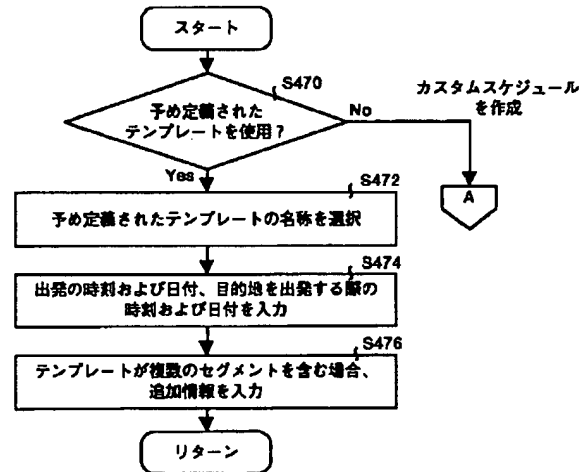 スタート
S470
予め定義された
テンプレートを使用？
No
カスタムスケジュール
を作成
A
Yes
S472
予め定義されたテンプレートの名称を選択
S474
出発の時刻および日付、目的地を出発する際の
時刻および日付を入力
S476
テンプレートが複数のセグメントを含む場合、
追加情報を入力
リターン